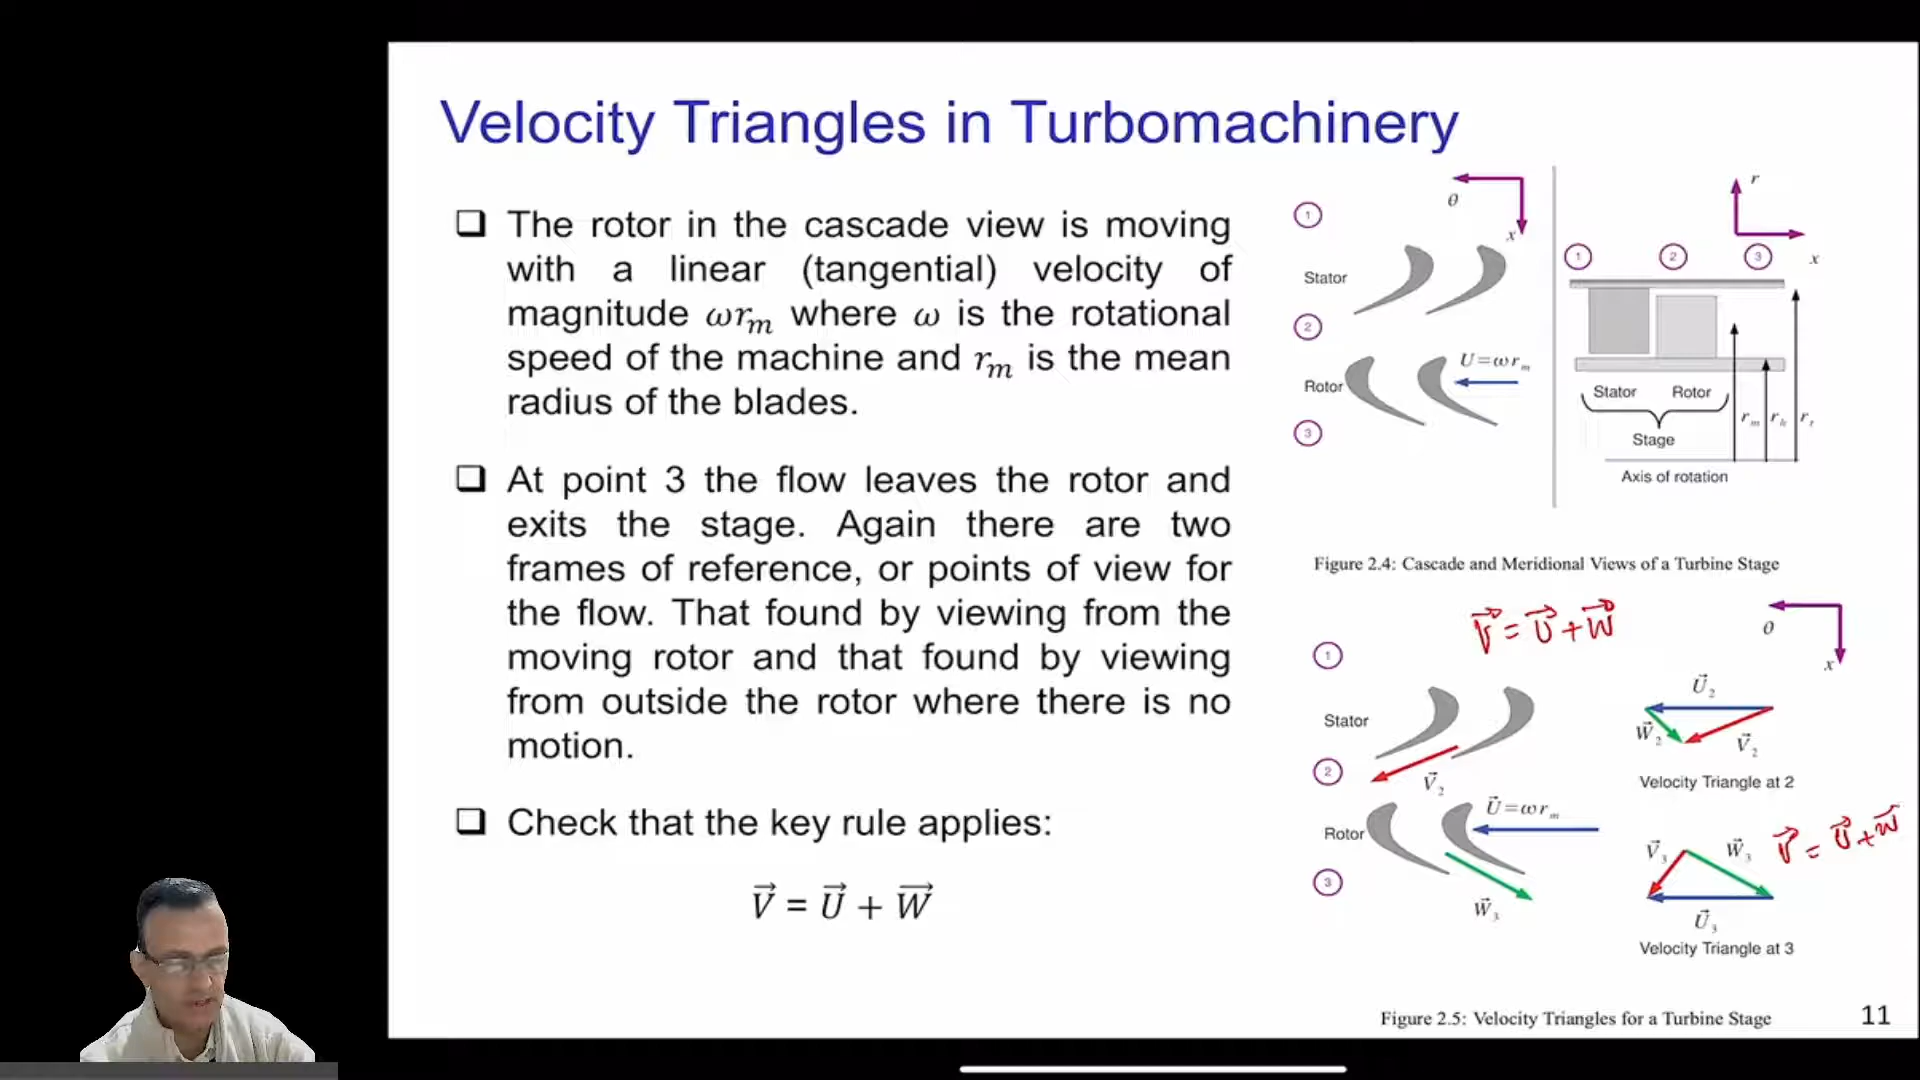 Velocity Triangles in Turbomachinery
The rotor in the cascade view is moving
with a linear (tangential) velocity of
magnitude ωrₘ where ω is the rotational
speed of the machine and rₘ is the mean
radius of the blades.
At point 3 the flow leaves the rotor and
exits the stage. Again there are two
frames of reference, or points of view for
the flow. That found by viewing from the
moving rotor and that found by viewing
from outside the rotor where there is no
motion.
Check that the key rule applies:
V⃗ = U⃗ + W⃗
θ
x
1
Stator
2
U=ωrₘ
Rotor
3
r
x
1 2 3
Stator Rotor
Stage
rₘ rₕ rₜ
Axis of rotation
Figure 2.4: Cascade and Meridional Views of a Turbine Stage
V⃗ = U⃗ + W⃗
θ
x
1
Stator
2
V⃗₂
U⃗=ωrₘ
Rotor
3
W⃗₃
U⃗₂
W⃗₂
V⃗₂
Velocity Triangle at 2
V⃗₃
W⃗₃
V⃗ = U⃗ + W⃗
U⃗₃
Velocity Triangle at 3
Figure 2.5: Velocity Triangles for a Turbine Stage
11